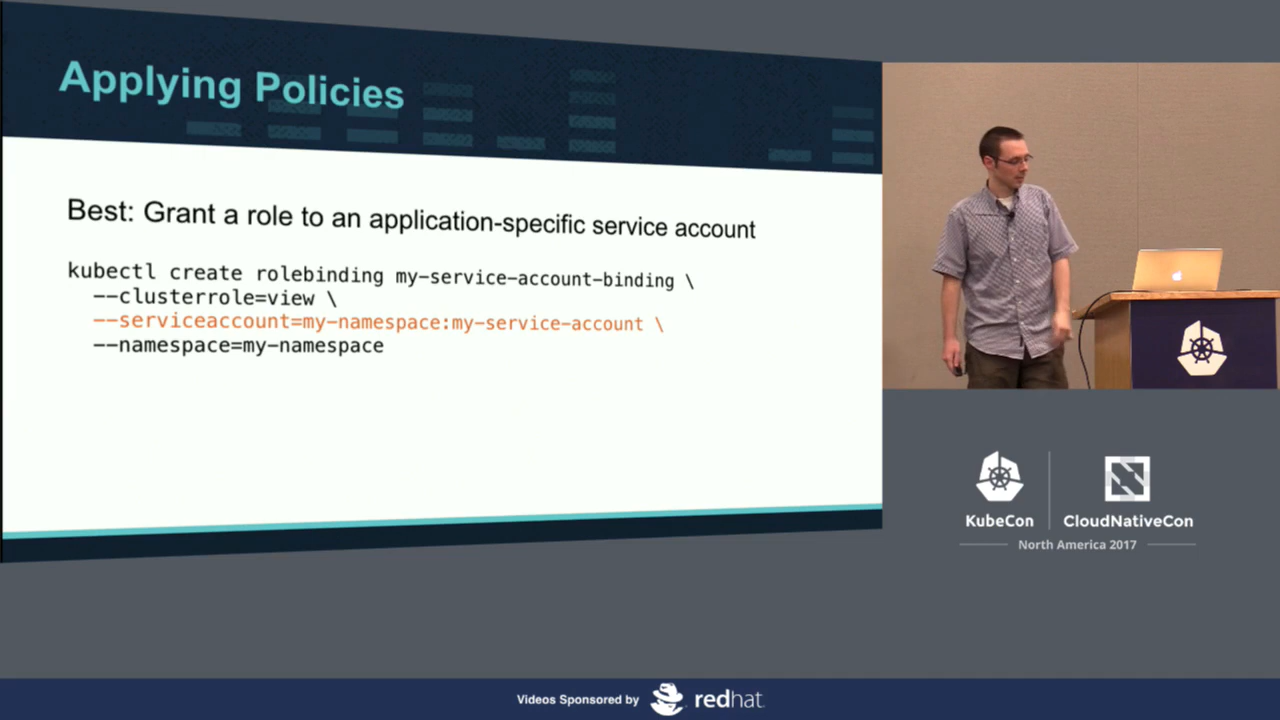 Applying Policies
Best: Grant a role to an application-specific service account
kubectl create rolebinding my-service-account-binding \
--clusterrole=view \
--serviceaccount=my-namespace:my-service-account \
--namespace=my-namespace
KubeCon
CloudNativeCon
North America 2017
Videos Sponsored by
redhat